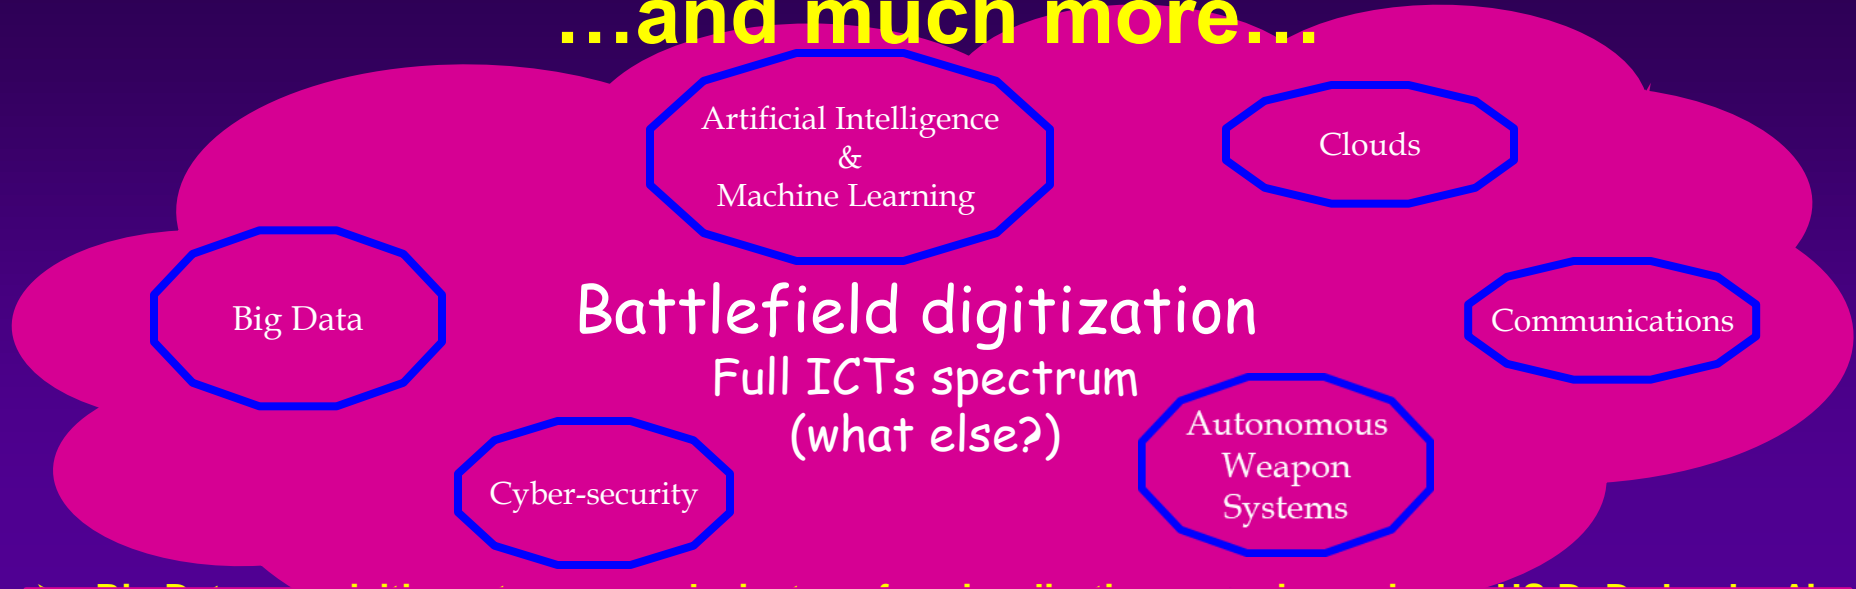 …and much more…
Artificial Intelligence
&
Machine Learning
Clouds
Big Data
Battlefield digitization
Communications
Full ICTs spectrum
(what else?)
Autonomous
Weapon
Systems
Cyber-security